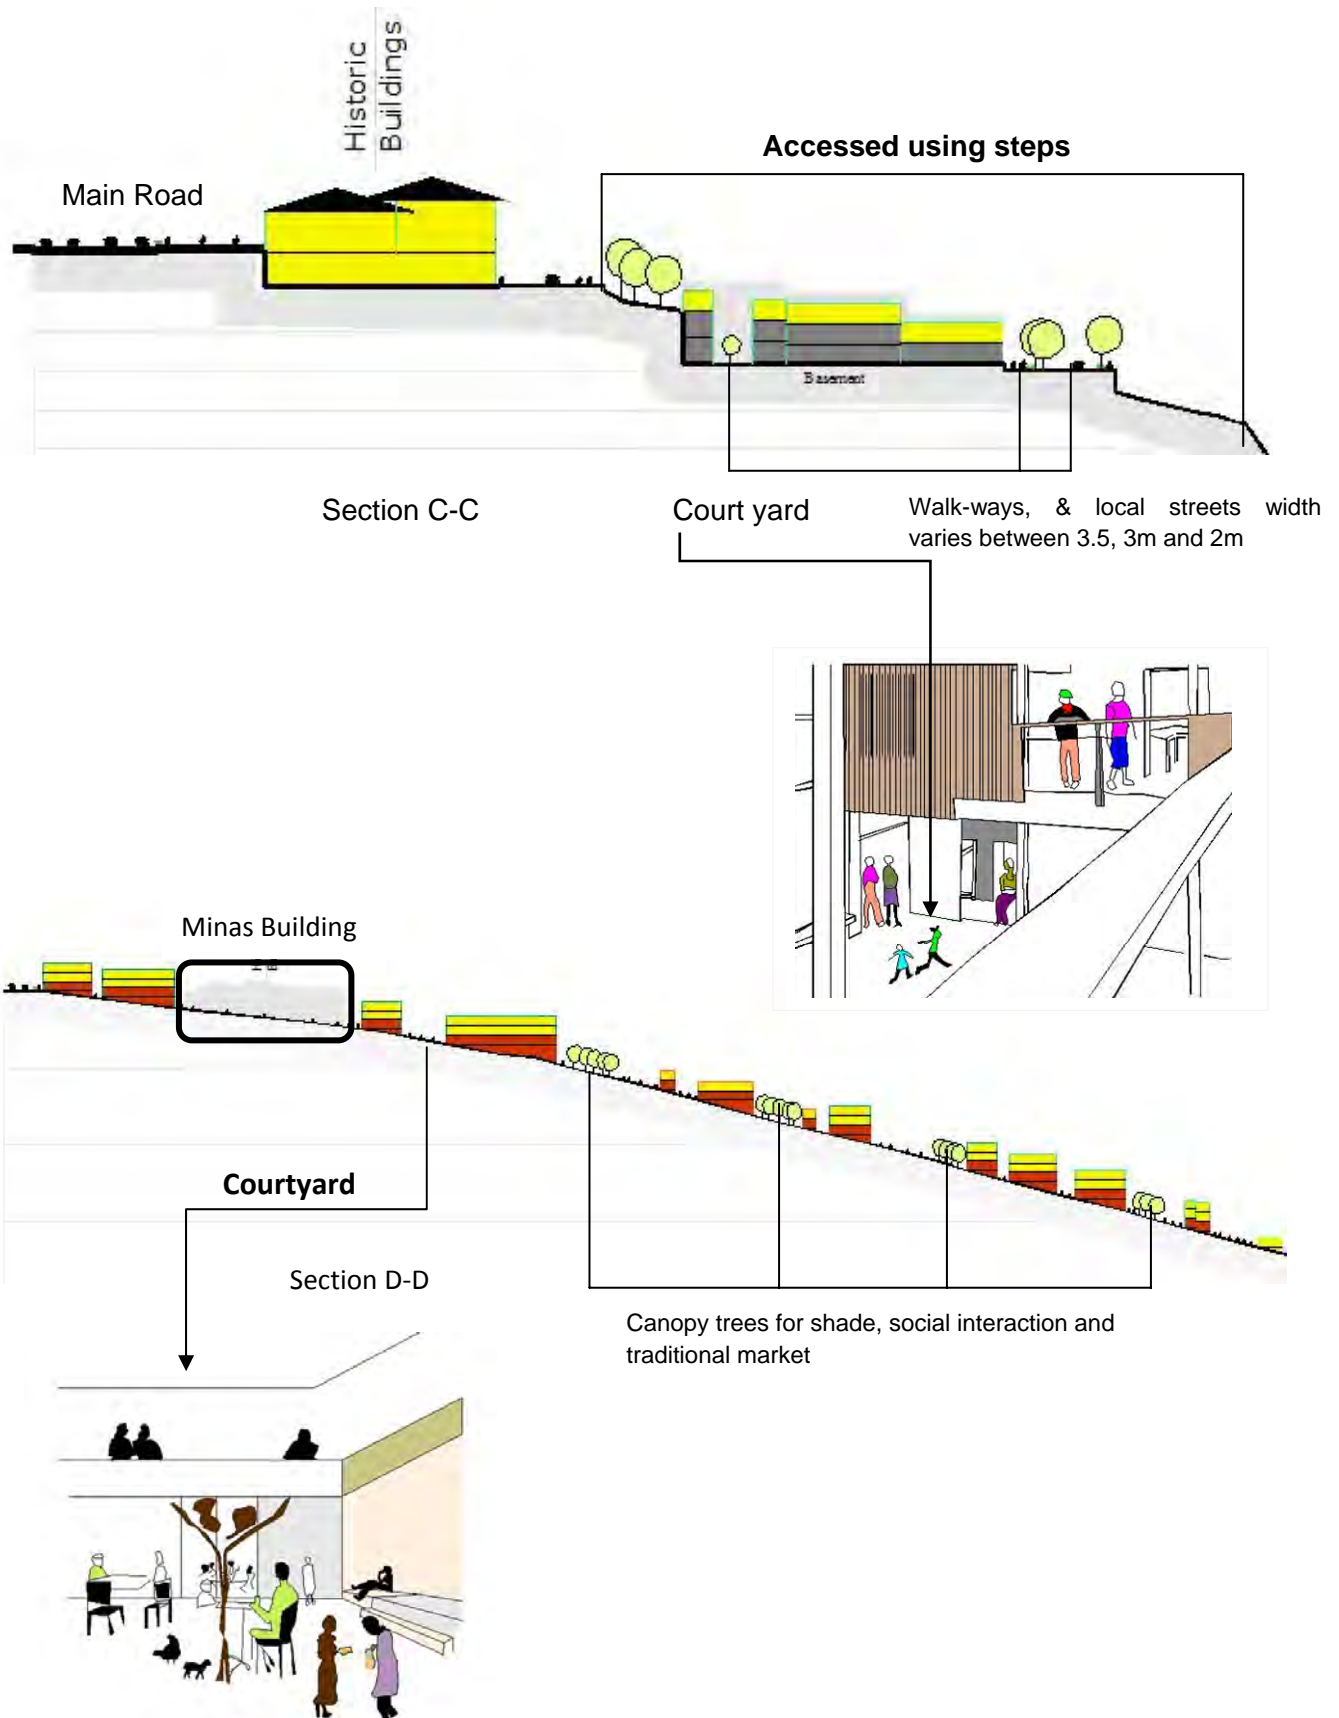 Historic
Buildings
Accessed using steps
Main Road
Basement
Section C-C
Court yard
Walk-ways, & local streets width
varies between 3.5, 3m and 2m
Minas Building
Courtyard
Section D-D
Canopy trees for shade, social interaction and
traditional market